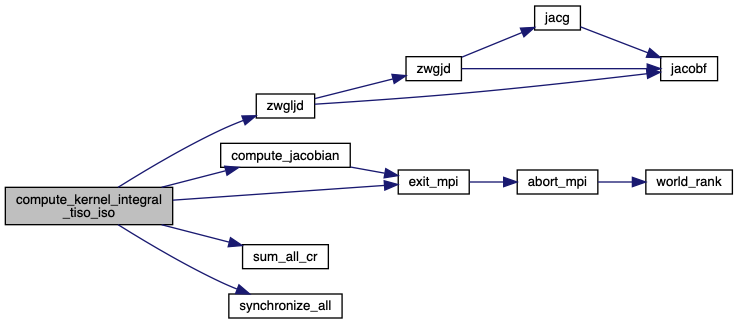 jacg
zwgjd
jacobf
zwgljd
compute_jacobian
exit_mpi
abort_mpi
world_rank
compute_kernel_integral
_tiso_iso
sum_all_cr
synchronize_all